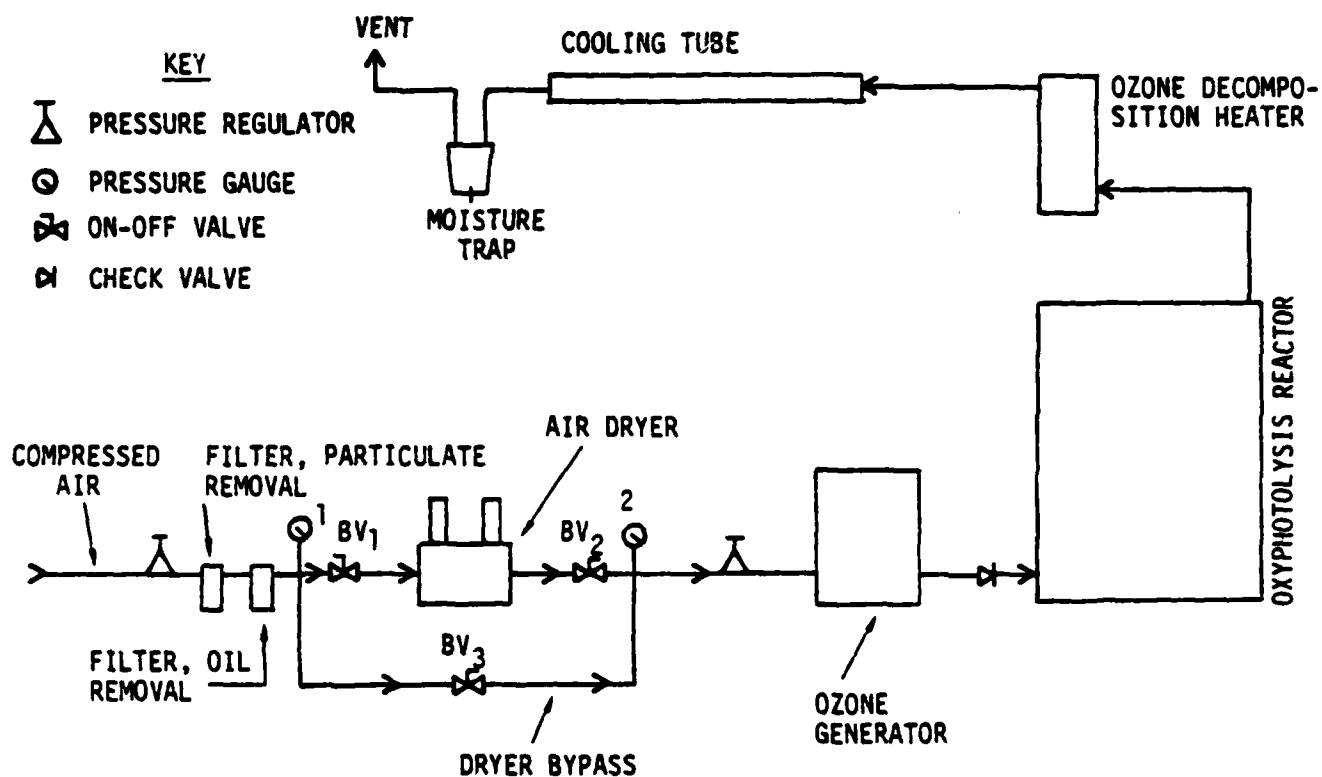 VENT
COOLING TUBE
KEY
OZONE DECOMPO-
SITION HEATER
PRESSURE REGULATOR
PRESSURE GAUGE
MOISTURE
TRAP
ON-OFF VALVE
CHECK VALVE
OXYPHOTOLYSIS REACTOR
AIR DRYER
COMPRESSED
AIR
FILTER, PARTICULATE
REMOVAL
1
BV1
BV2
2
BV3
FILTER, OIL
REMOVAL
OZONE
GENERATOR
DRYER BYPASS